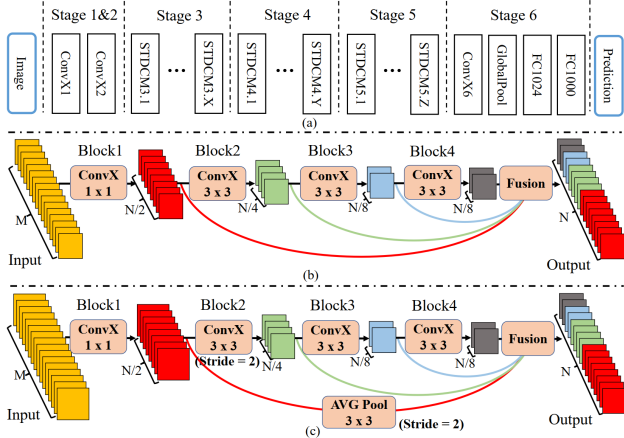 Stage 1&2 Stage 3 Stage 4 Stage 5 Stage 6
Image ConvX1 ConvX2 STDCM3.1 ... STDCM3.X STDCM4.1 ... STDCM4.Y STDCM5.1 ... STDCM5.Z ConvX6 GlobalPool FC1024 FC1000 Prediction
(a)
Block1 Block2 Block3 Block4
ConvX ConvX ConvX ConvX Fusion
1 x 1 3 x 3 3 x 3 3 x 3
M N/2 N/4 N/8 N/8 N
Input Output
(b)
Block1 Block2 Block3 Block4
ConvX ConvX ConvX ConvX Fusion
1 x 1 3 x 3 3 x 3 3 x 3
(Stride = 2)
M N/2 N/4 N/8 N/8 N
AVG Pool
3 x 3 (Stride = 2)
Input Output
(c)